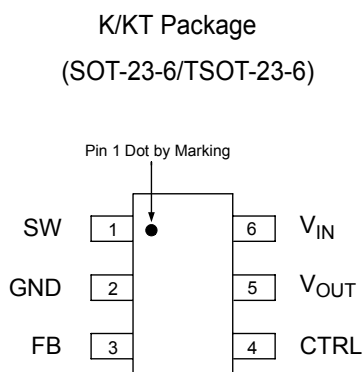 K/KT Package
(SOT-23-6/TSOT-23-6)
Pin 1 Dot by Marking
SW 1 6 VIN
GND 2 5 VOUT
FB 3 4 CTRL